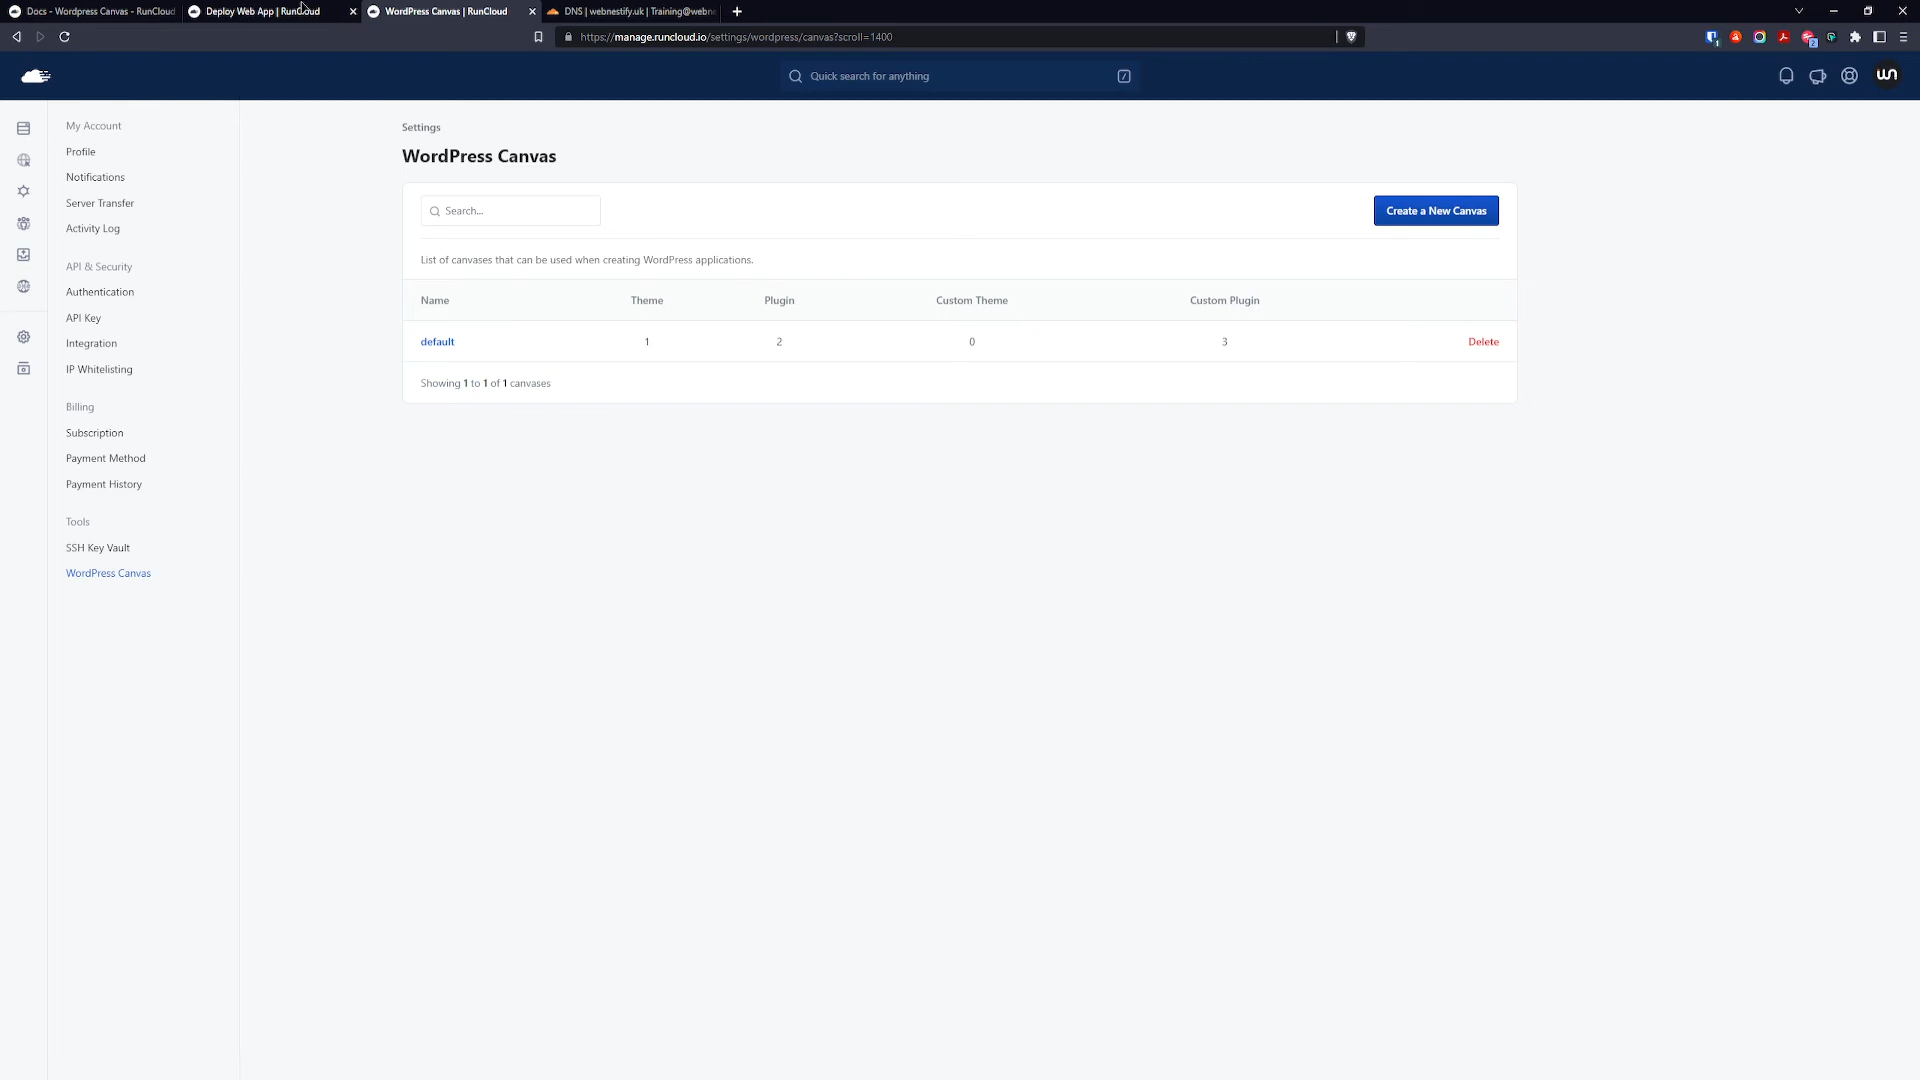 Docs - Wordpress Canvas - RunCloud
Deploy Web App | RunCloud
WordPress Canvas | RunCloud
DNS | webnestify.uk | Training@webne
https://manage.runcloud.io/settings/wordpress/canvas?scroll=1400
Quick search for anything
wn
My Account
Profile
Notifications
Server Transfer
Activity Log
API & Security
Authentication
API Key
Integration
IP Whitelisting
Billing
Subscription
Payment Method
Payment History
Tools
SSH Key Vault
WordPress Canvas
Settings
WordPress Canvas
Search...
Create a New Canvas
List of canvases that can be used when creating WordPress applications.
Name Theme Plugin Custom Theme Custom Plugin
default 1 2 0 3 Delete
Showing 1 to 1 of 1 canvases